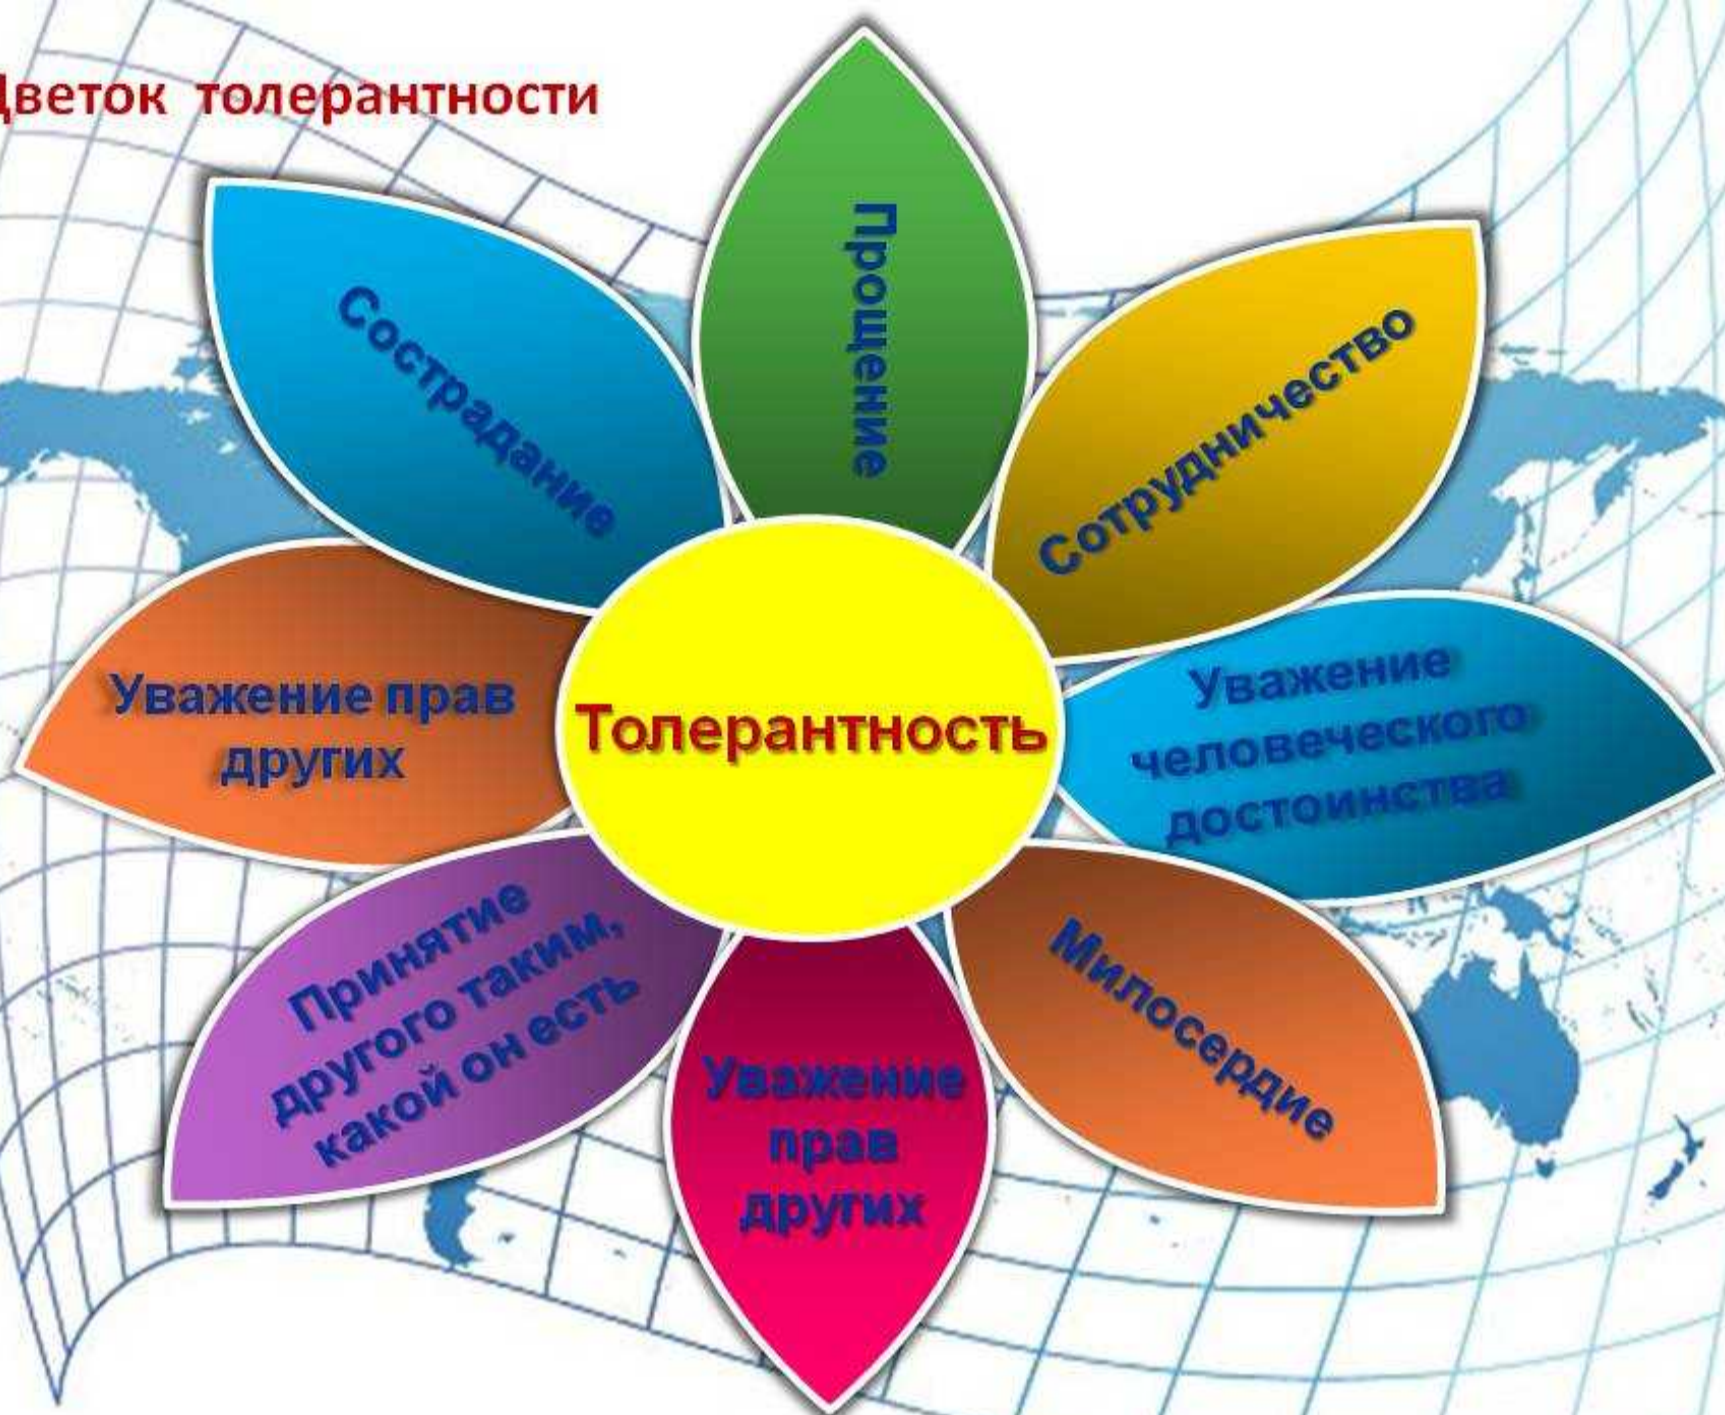 Цветок толерантности
Прощение
Сотрудничество
Уважение
человеческого
достоинства
Милосердие
Уважение
прав
других
Принятие
другого таким,
какой он есть
Уважение прав
других
Сострадание
Толерантность